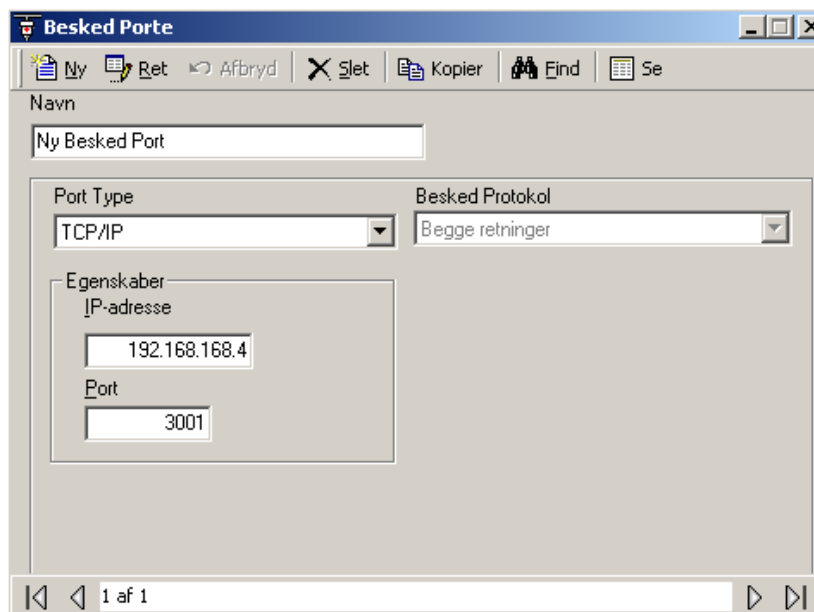 Besked Porte
Ny Ret Afbryd Slet Kopier Find Se
Navn
Ny Besked Port
Port Type Besked Protokol
TCP/IP Begge retninger
Egenskaber
IP-adresse
192.168.168.4
Port
3001
1 af 1